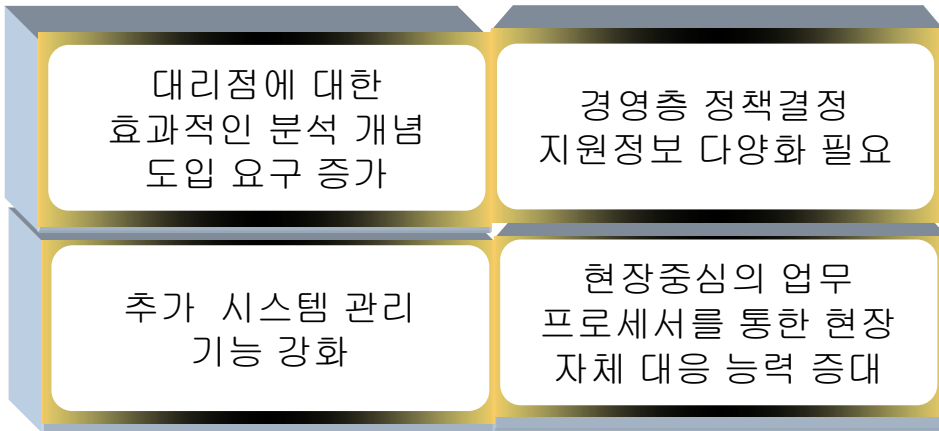 대리점에 대한
효과적인 분석 개념
도입 요구 증가
경영층 정책결정
지원정보 다양화 필요
추가 시스템 관리
기능 강화
현장중심의 업무
프로세서를 통한 현장
자체 대응 능력 증대